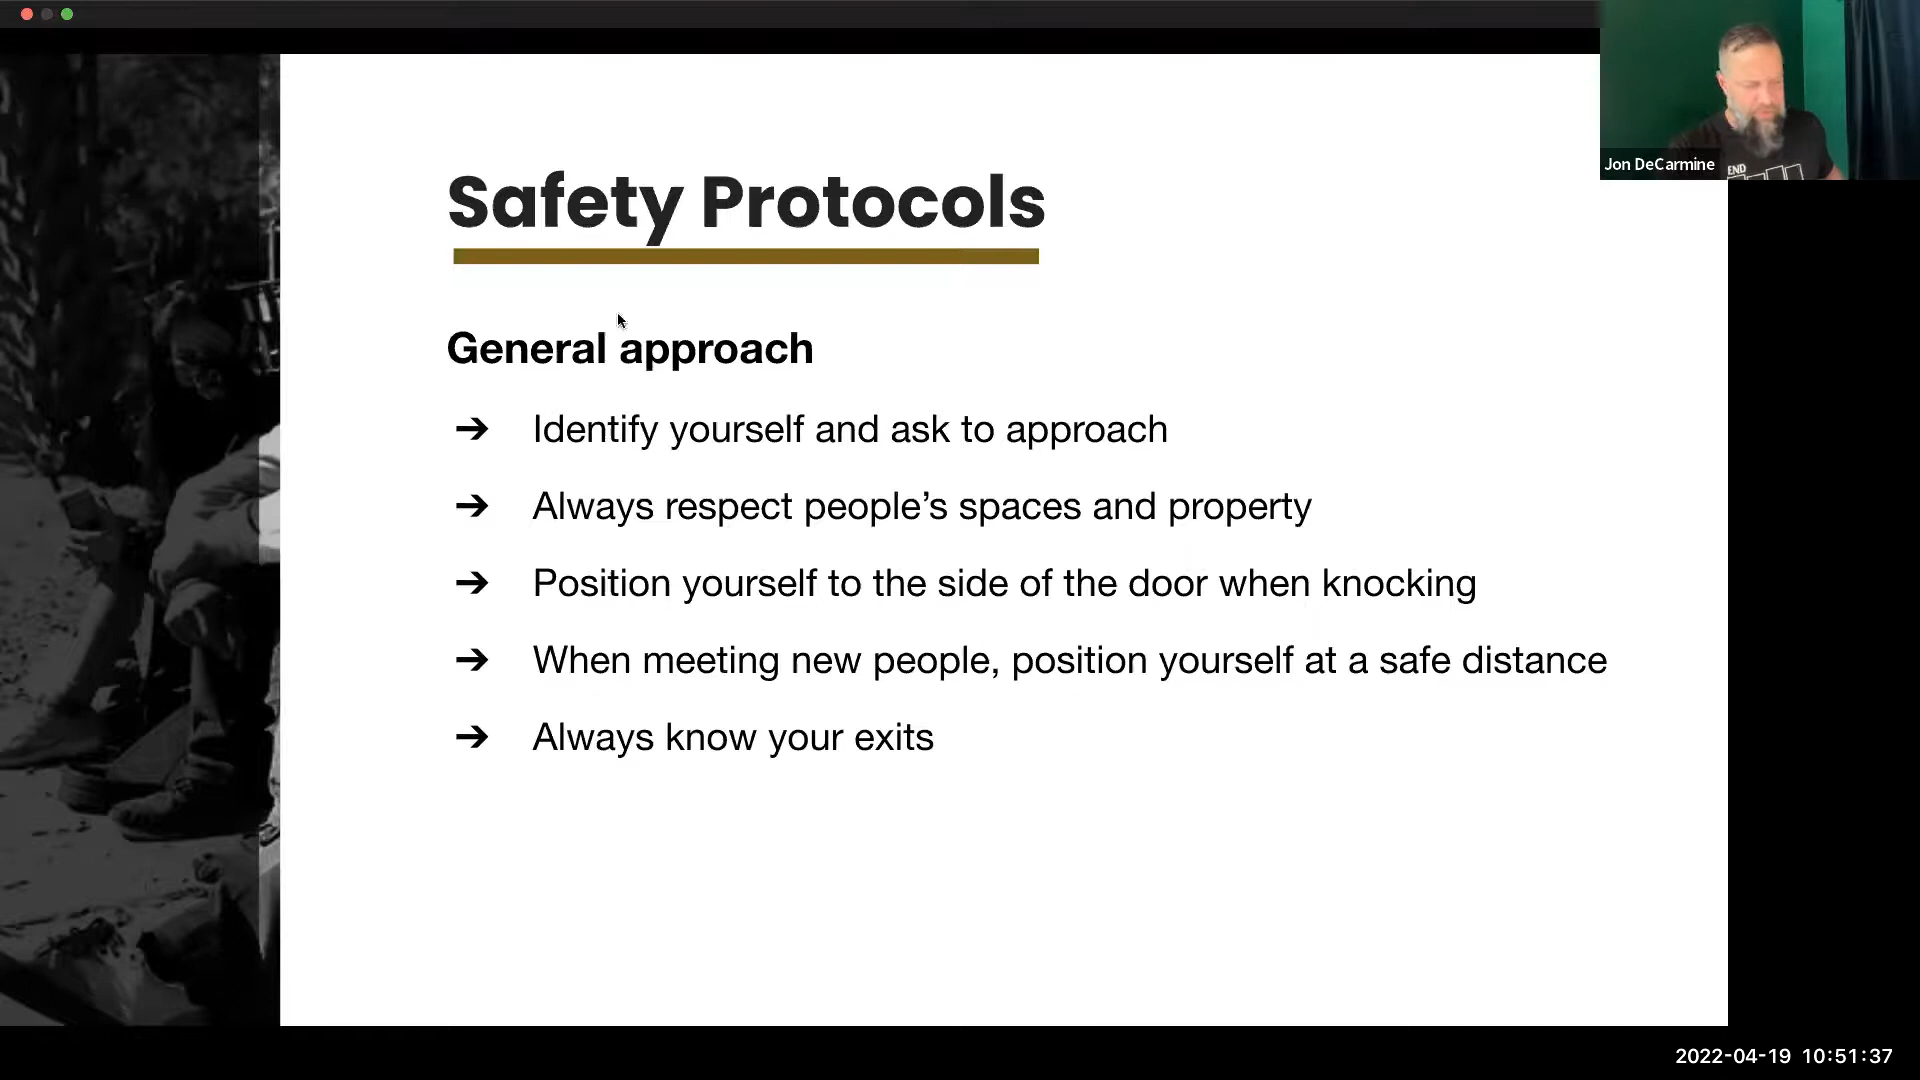 Safety Protocols
General approach
➔ Identify yourself and ask to approach
➔ Always respect people’s spaces and property
➔ Position yourself to the side of the door when knocking
➔ When meeting new people, position yourself at a safe distance
➔ Always know your exits
END
Jon DeCarmine
2022-04-19 10:51:37